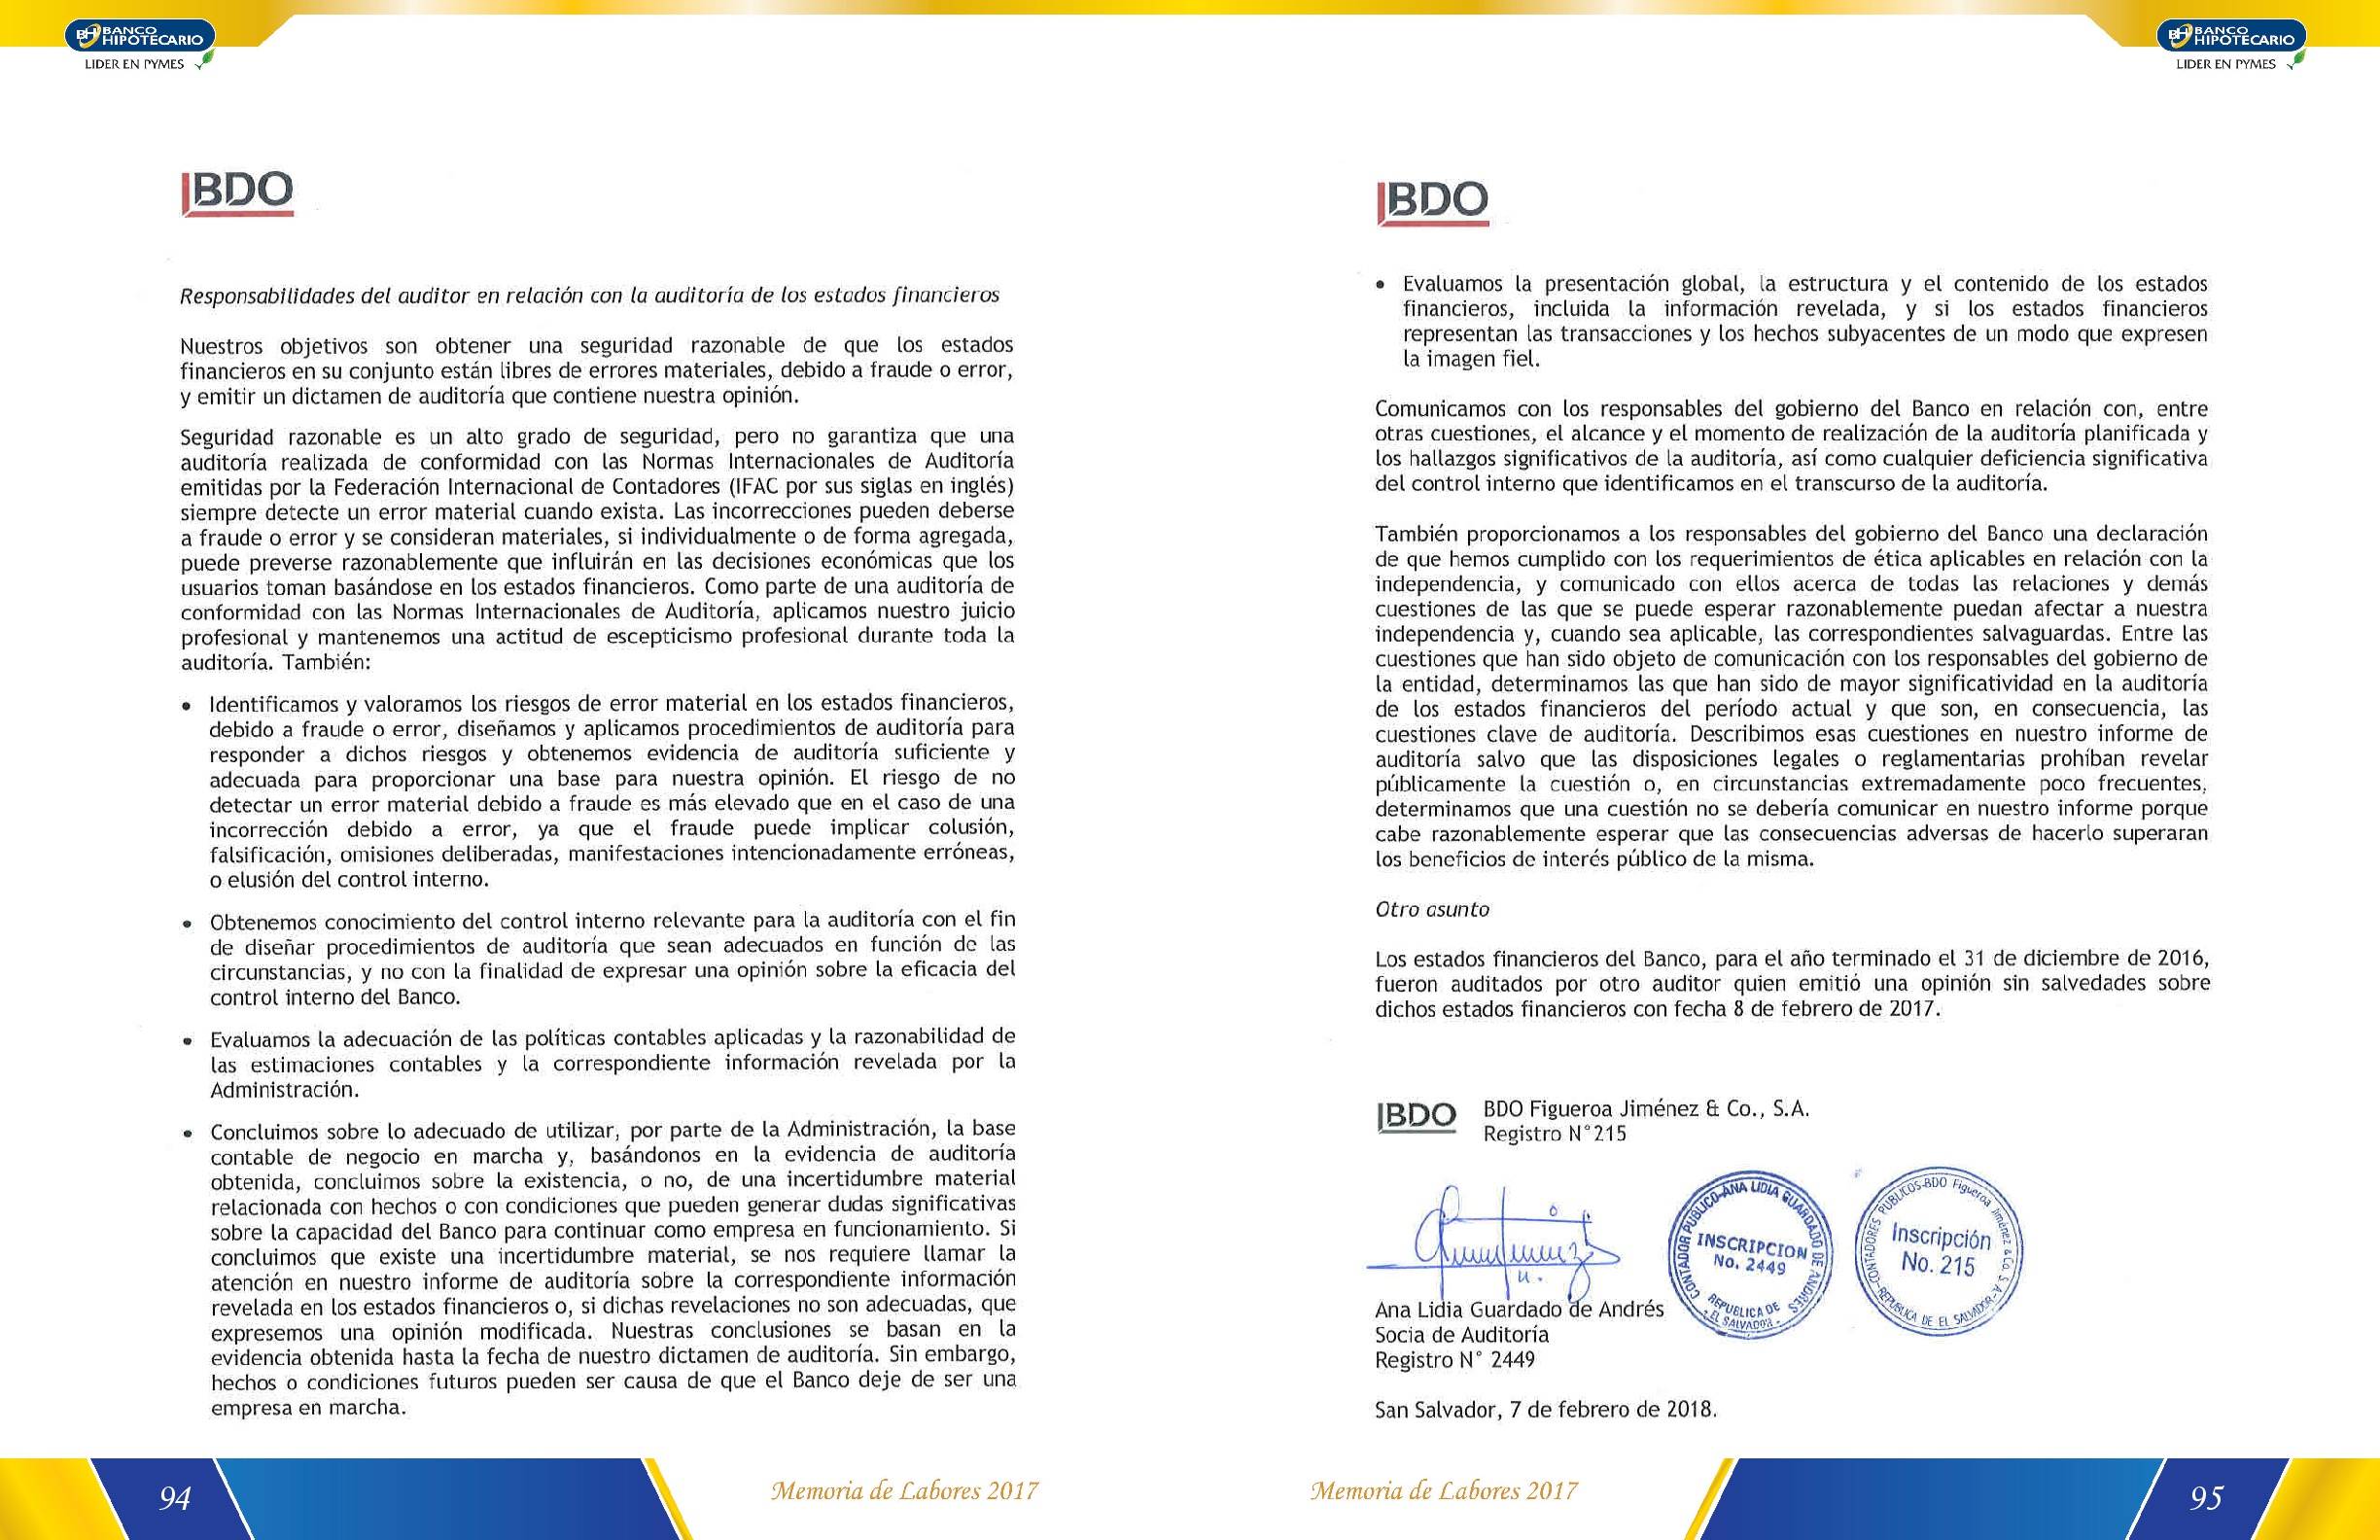 BH BANCO
HIPOTECARIO
LIDER EN PYMES
BDO
Responsabilidades del auditor en relación con la auditoría de los estados financieros
Nuestros objetivos son obtener una seguridad razonable de que los estados
financieros en su conjunto están libres de errores materiales, debido a fraude o error,
y emitir un dictamen de auditoría que contiene nuestra opinión.
Seguridad razonable es un alto grado de seguridad, pero no garantiza que una
auditoría realizada de conformidad con las Normas Internacionales de Auditoría
emitidas por la Federación Internacional de Contadores (IFAC por sus siglas en inglés)
siempre detecte un error material cuando exista. Las incorrecciones pueden deberse
a fraude o error y se consideran materiales, si individualmente o de forma agregada,
puede preverse razonablemente que influirán en las decisiones económicas que los
usuarios toman basándose en los estados financieros. Como parte de una auditoría de
conformidad con las Normas Internacionales de Auditoría, aplicamos nuestro juicio
profesional y mantenemos una actitud de escepticismo profesional durante toda la
auditoría. También:
• Identificamos y valoramos los riesgos de error material en los estados financieros,
debido a fraude o error, diseñamos y aplicamos procedimientos de auditoría para
responder a dichos riesgos y obtenemos evidencia de auditoría suficiente y
adecuada para proporcionar una base para nuestra opinión. El riesgo de no
detectar un error material debido a fraude es más elevado que en el caso de una
incorrección debido a error, ya que el fraude puede implicar colusión,
falsificación, omisiones deliberadas, manifestaciones intencionadamente erróneas,
o elusión del control interno.
• Obtenemos conocimiento del control interno relevante para la auditoría con el fin
de diseñar procedimientos de auditoría que sean adecuados en función de las
circunstancias, y no con la finalidad de expresar una opinión sobre la eficacia del
control interno del Banco.
• Evaluamos la adecuación de las políticas contables aplicadas y la razonabilidad de
las estimaciones contables y la correspondiente información revelada por la
Administración.
• Concluimos sobre lo adecuado de utilizar, por parte de la Administración, la base
contable de negocio en marcha y, basándonos en la evidencia de auditoría
obtenida, concluimos sobre la existencia, o no, de una incertidumbre material
relacionada con hechos o con condiciones que pueden generar dudas significativas
sobre la capacidad del Banco para continuar como empresa en funcionamiento. Si
concluimos que existe una incertidumbre material, se nos requiere llamar la
atención en nuestro informe de auditoría sobre la correspondiente información
revelada en los estados financieros o, si dichas revelaciones no son adecuadas, que
expresemos una opinión modificada. Nuestras conclusiones se basan en la
evidencia obtenida hasta la fecha de nuestro dictamen de auditoría. Sin embargo,
hechos o condiciones futuros pueden ser causa de que el Banco deje de ser una
empresa en marcha.
94
Memoria de Labores 2017
BH BANCO
HIPOTECARIO
LIDER EN PYMES
BDO
• Evaluamos la presentación global, la estructura y el contenido de los estados
financieros, incluida la información revelada, y si los estados financieros
representan las transacciones y los hechos subyacentes de un modo que expresen
la imagen fiel.
Comunicamos con los responsables del gobierno del Banco en relación con, entre
otras cuestiones, el alcance y el momento de realización de la auditoría planificada y
los hallazgos significativos de la auditoría, así como cualquier deficiencia significativa
del control interno que identificamos en el transcurso de la auditoría.
También proporcionamos a los responsables del gobierno del Banco una declaración
de que hemos cumplido con los requerimientos de ética aplicables en relación con la
independencia, y comunicado con ellos acerca de todas las relaciones y demás
cuestiones de las que se puede esperar razonablemente puedan afectar a nuestra
independencia y, cuando sea aplicable, las correspondientes salvaguardas. Entre las
cuestiones que han sido objeto de comunicación con los responsables del gobierno de
la entidad, determinamos las que han sido de mayor significatividad en la auditoría
de los estados financieros del período actual y que son, en consecuencia, las
cuestiones clave de auditoría. Describimos esas cuestiones en nuestro informe de
auditoría salvo que las disposiciones legales o reglamentarias prohíban revelar
públicamente la cuestión o, en circunstancias extremadamente poco frecuentes,
determinamos que una cuestión no se debería comunicar en nuestro informe porque
cabe razonablemente esperar que las consecuencias adversas de hacerlo superaran
los beneficios de interés público de la misma.
Otro asunto
Los estados financieros del Banco, para el año terminado el 31 de diciembre de 2016,
fueron auditados por otro auditor quien emitió una opinión sin salvedades sobre
dichos estados financieros con fecha 8 de febrero de 2017.
BDO
BDO Figueroa Jiménez & Co., S.A.
Registro N°215
CONTADOR PUBLICO-ANA LIDIA GUARDADO DE ANDRES
INSCRIPCION
No. 2449
REPUBLICA DE
EL SALVADOR
CONTADORES PUBLICOS-BDO Figueroa Jiménez & Co. S.A.
Inscripción
No. 215
REPUBLICA DE EL SALVADOR
Ana Lidia Guardado de Andrés
Socia de Auditoría
Registro N° 2449
San Salvador, 7 de febrero de 2018.
Memoria de Labores 2017
95